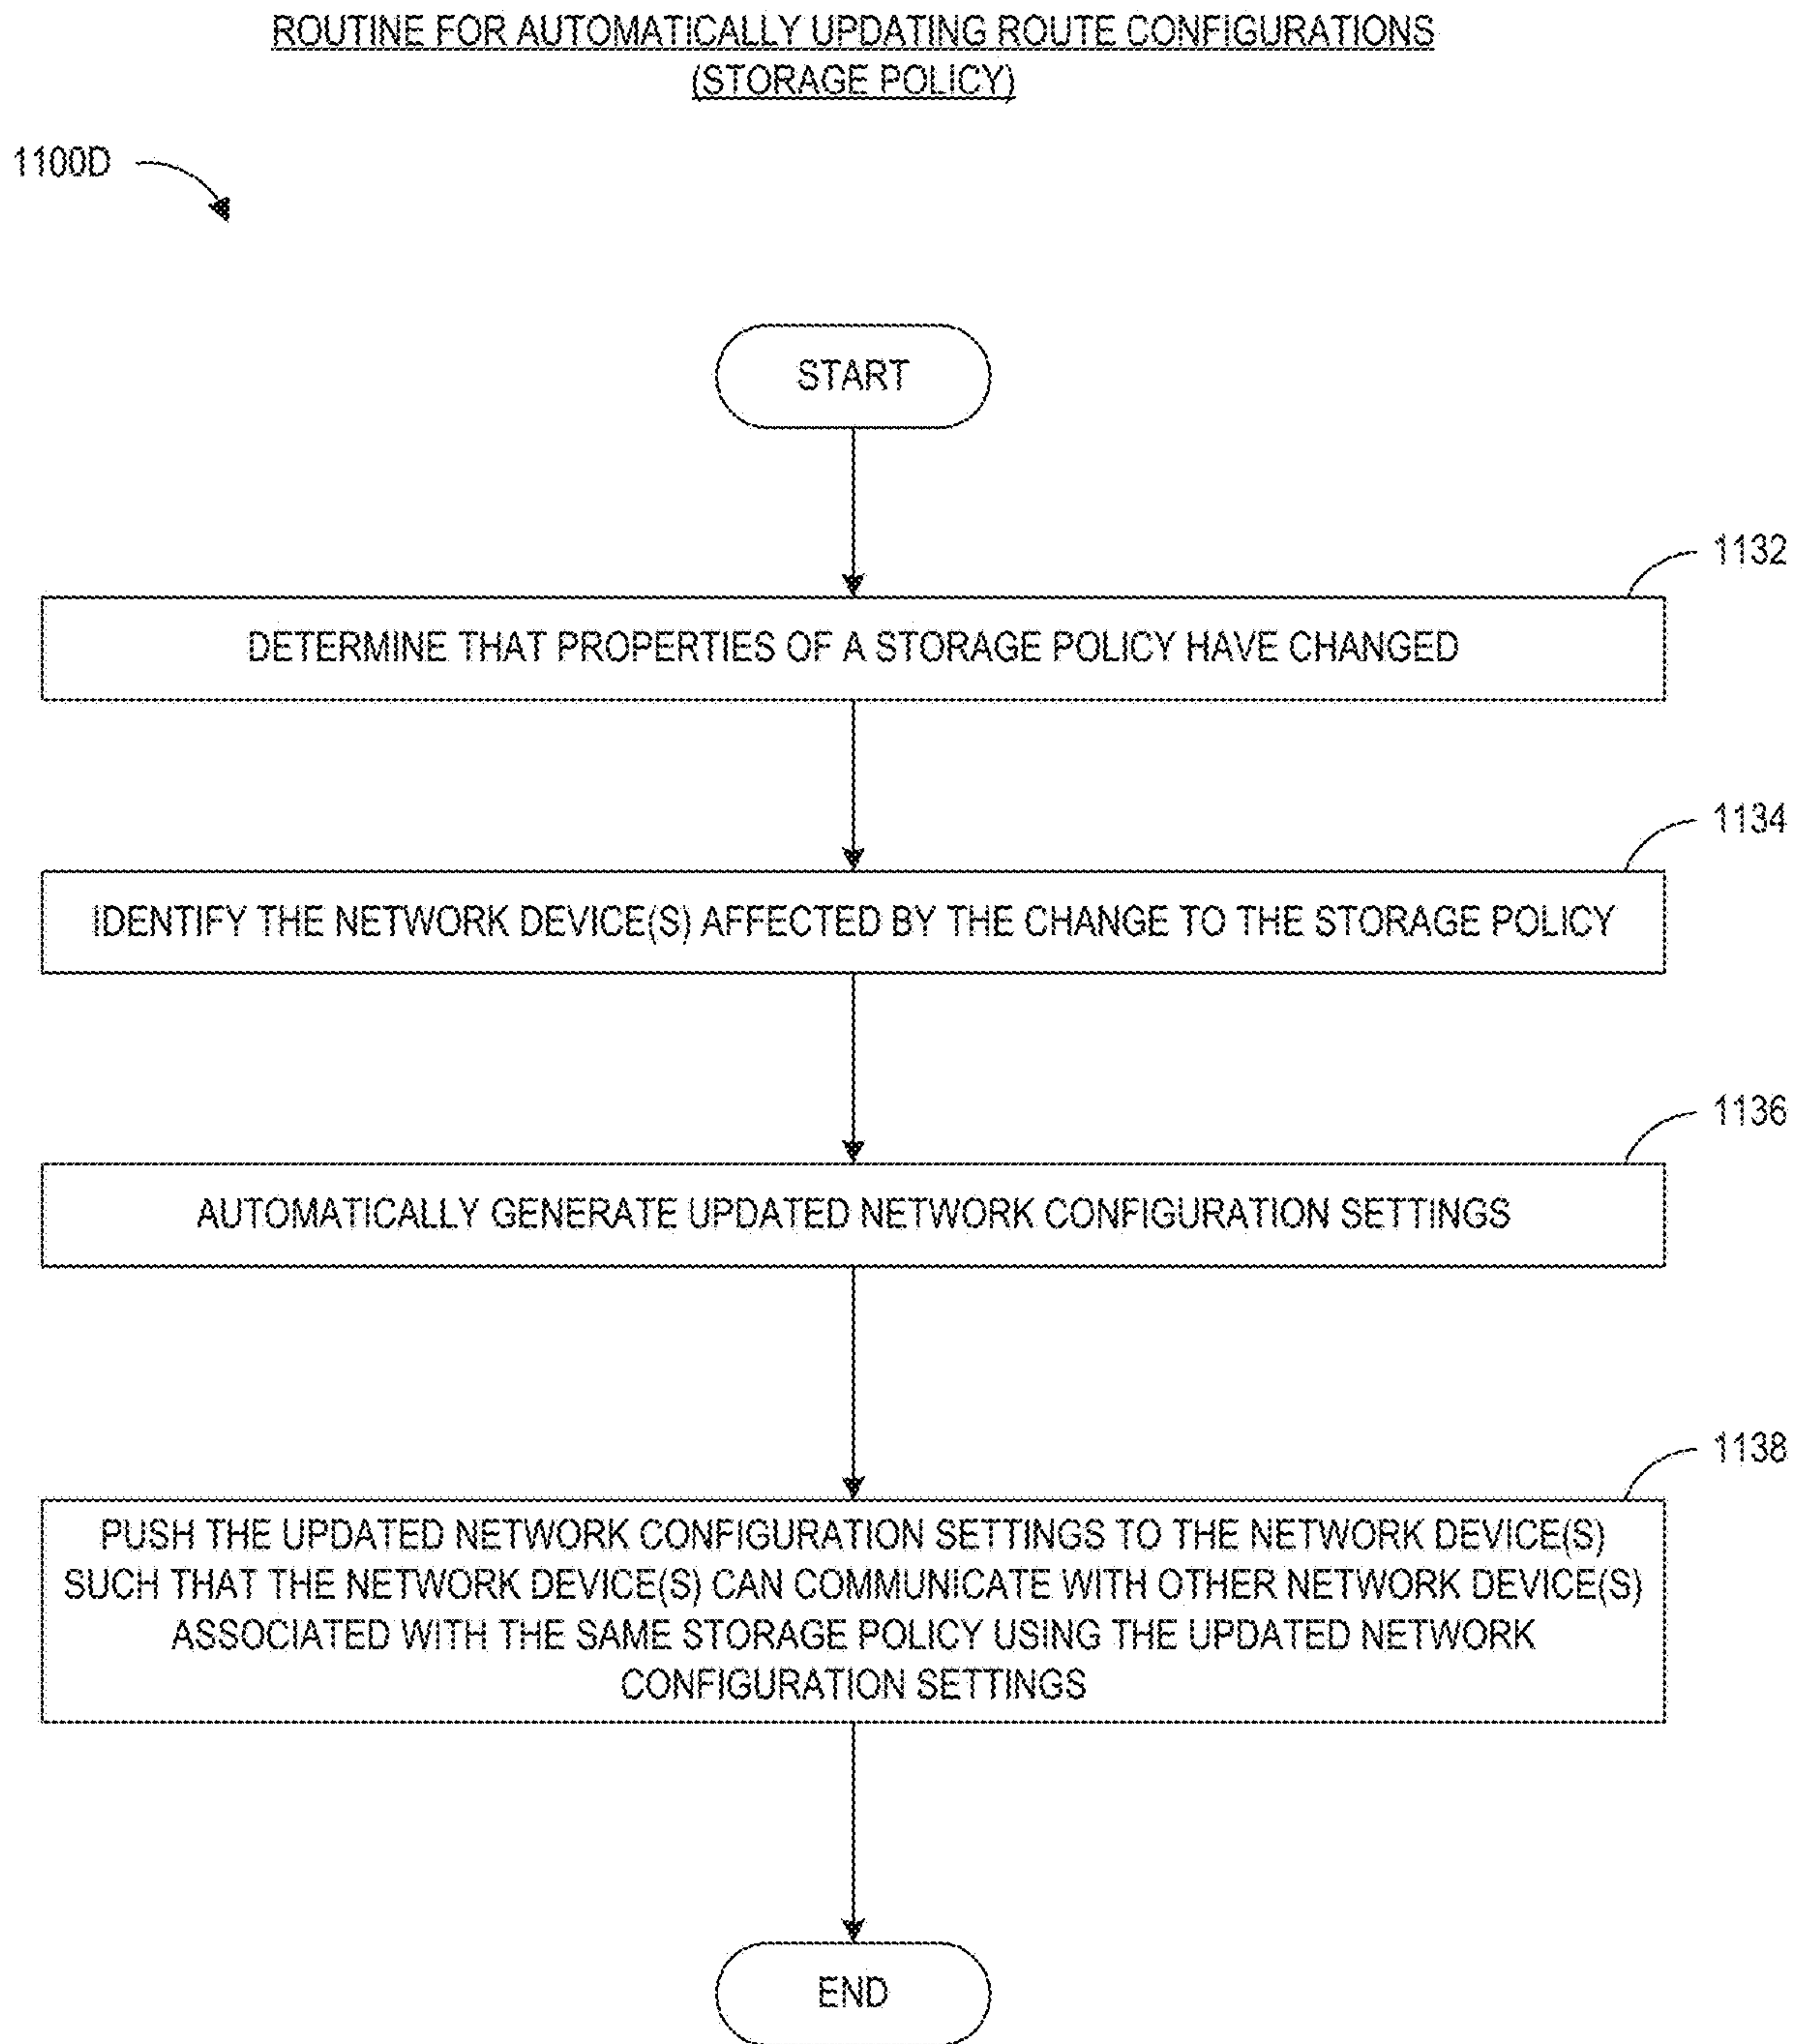 ROUTINE FOR AUTOMATICALLY UPDATING ROUTE CONFIGURATIONS
(STORAGE POLICY)
1100D
START
1132
DETERMINE THAT PROPERTIES OF A STORAGE POLICY HAVE CHANGED
1134
IDENTIFY THE NETWORK DEVICE(S) AFFECTED BY THE CHANGE TO THE STORAGE POLICY
1136
AUTOMATICALLY GENERATE UPDATED NETWORK CONFIGURATION SETTINGS
1138
PUSH THE UPDATED NETWORK CONFIGURATION SETTINGS TO THE NETWORK DEVICE(S)
SUCH THAT THE NETWORK DEVICE(S) CAN COMMUNICATE WITH OTHER NETWORK DEVICE(S)
ASSOCIATED WITH THE SAME STORAGE POLICY USING THE UPDATED NETWORK
CONFIGURATION SETTINGS
END